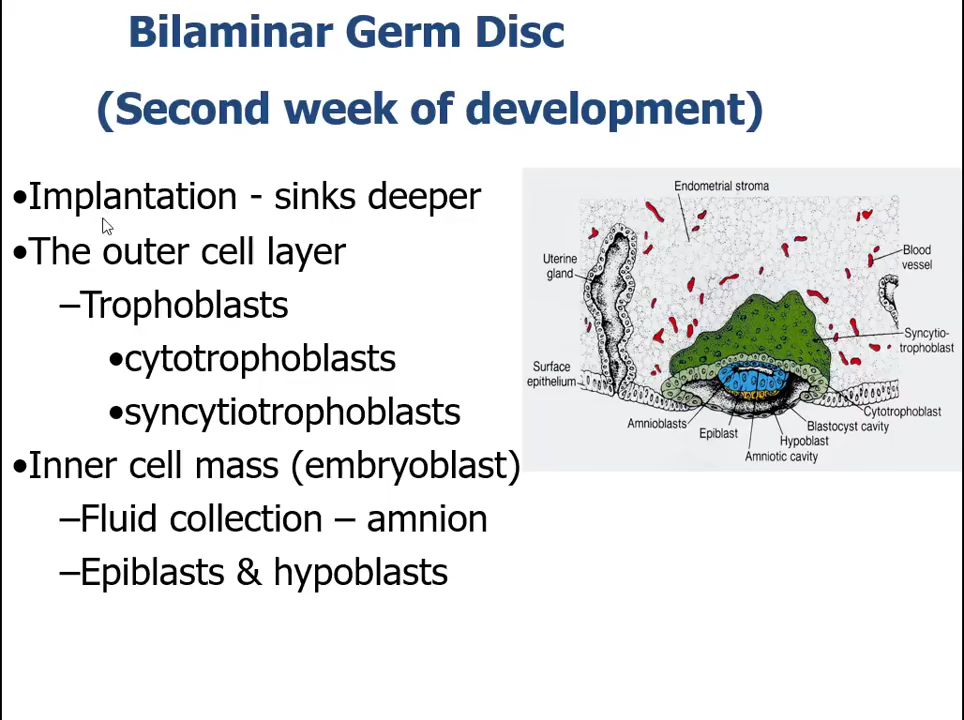 Bilaminar Germ Disc
(Second week of development)
•Implantation - sinks deeper
•The outer cell layer
–Trophoblasts
•cytotrophoblasts
•syncytiotrophoblasts
•Inner cell mass (embryoblast)
–Fluid collection – amnion
–Epiblasts & hypoblasts
Endometrial stroma
Uterine
gland
Blood
vessel
Syncytio-
trophoblast
Surface
epithelium
Cytotrophoblast
Amnioblasts
Blastocyst cavity
Epiblast
Hypoblast
Amniotic cavity